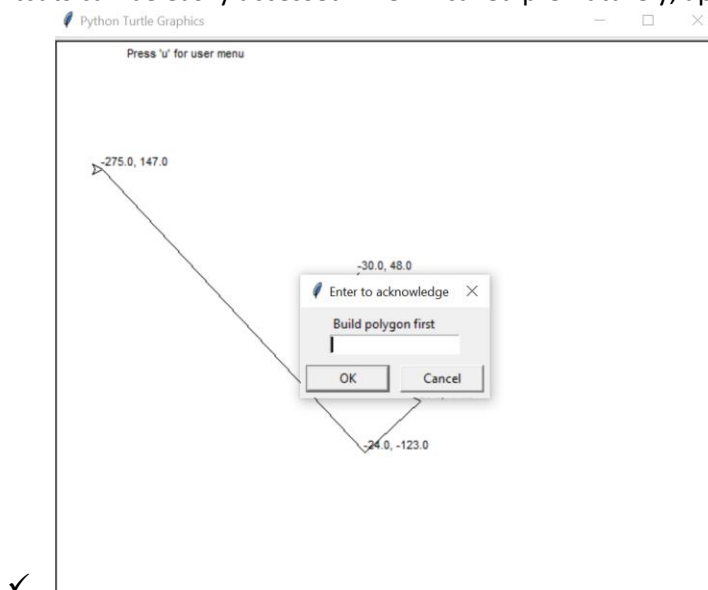 Python Turtle Graphics
Press 'u' for user menu
-275.0, 147.0
-30.0, 48.0
Enter to acknowledge
Build polygon first
OK
Cancel
-24.0, -123.0